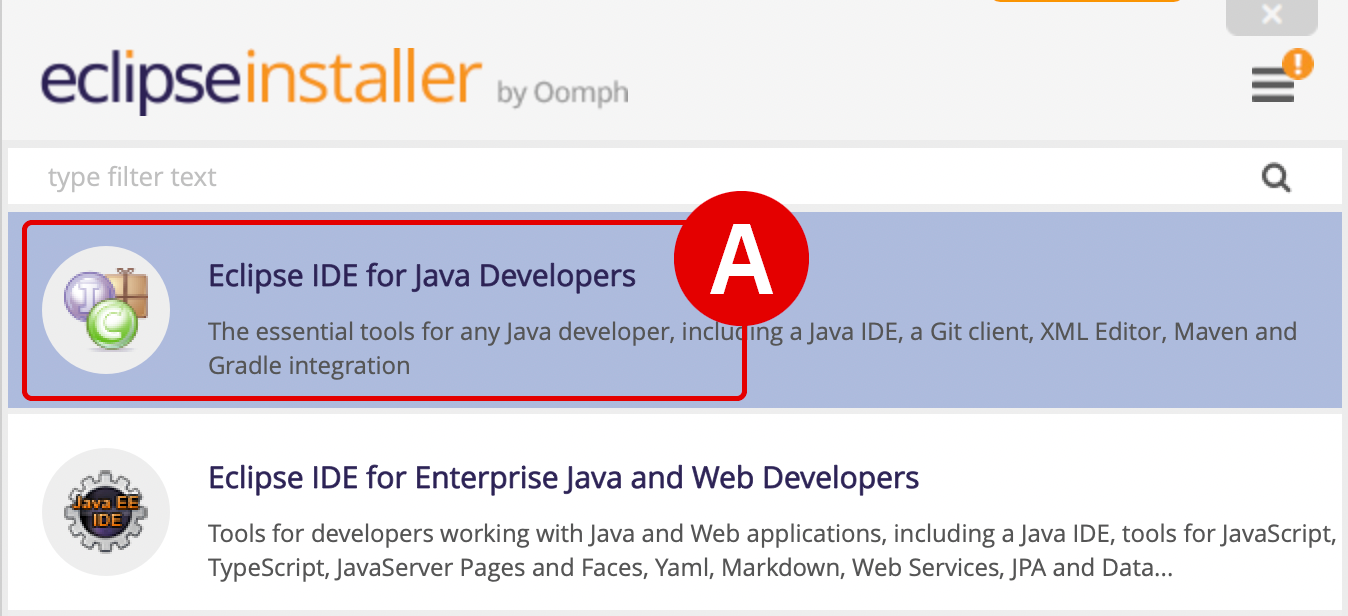 eclipseinstaller by Oomph
type filter text
A
Eclipse IDE for Java Developers
The essential tools for any Java developer, including a Java IDE, a Git client, XML Editor, Maven and
Gradle integration
Java EE
IDE
Eclipse IDE for Enterprise Java and Web Developers
Tools for developers working with Java and Web applications, including a Java IDE, tools for JavaScript,
TypeScript, JavaServer Pages and Faces, Yaml, Markdown, Web Services, JPA and Data...